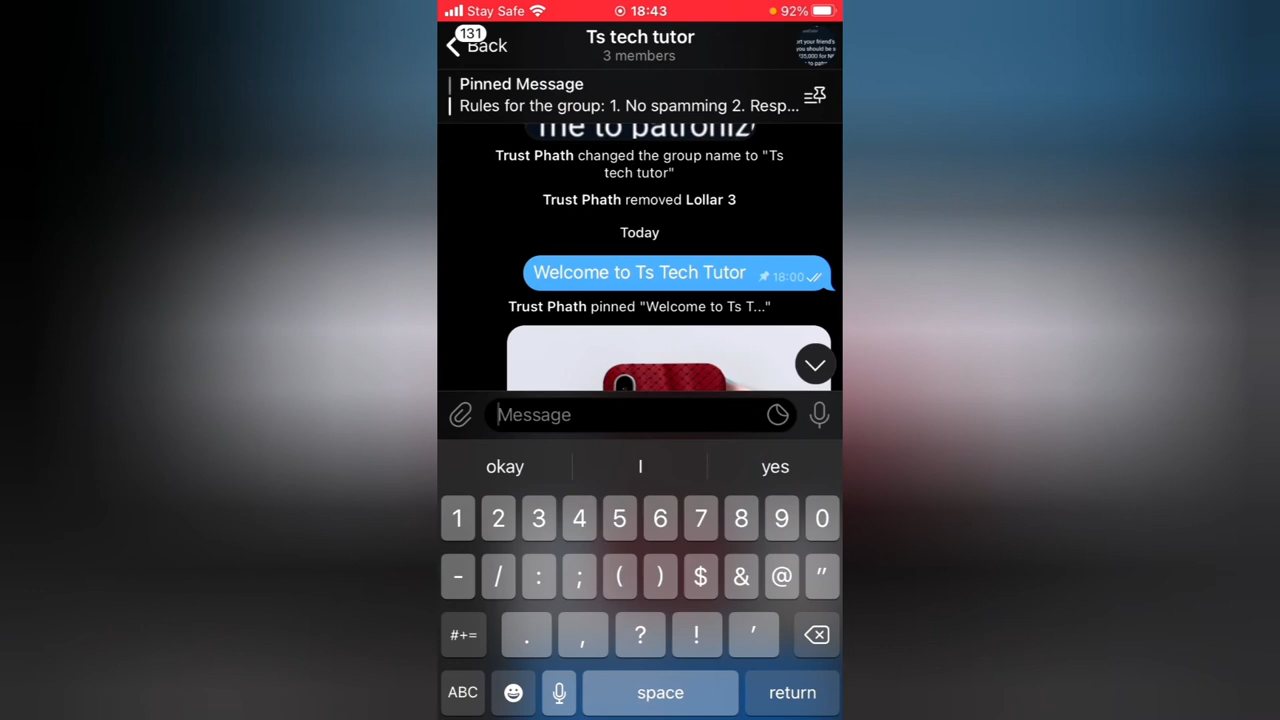 Stay Safe 18:43 92%
131
Back
Ts tech tutor
3 members
Pinned Message
Rules for the group: 1. No spamming 2. Resp...
me to patroniz
Trust Phath changed the group name to "Ts
tech tutor"
Trust Phath removed Lollar 3
Today
Welcome to Ts Tech Tutor 18:00
Trust Phath pinned "Welcome to Ts T..."
Message
okay I yes
1 2 3 4 5 6 7 8 9 0
- / : ; ( ) $ & @ "
#+= . , ? ! '
ABC space return